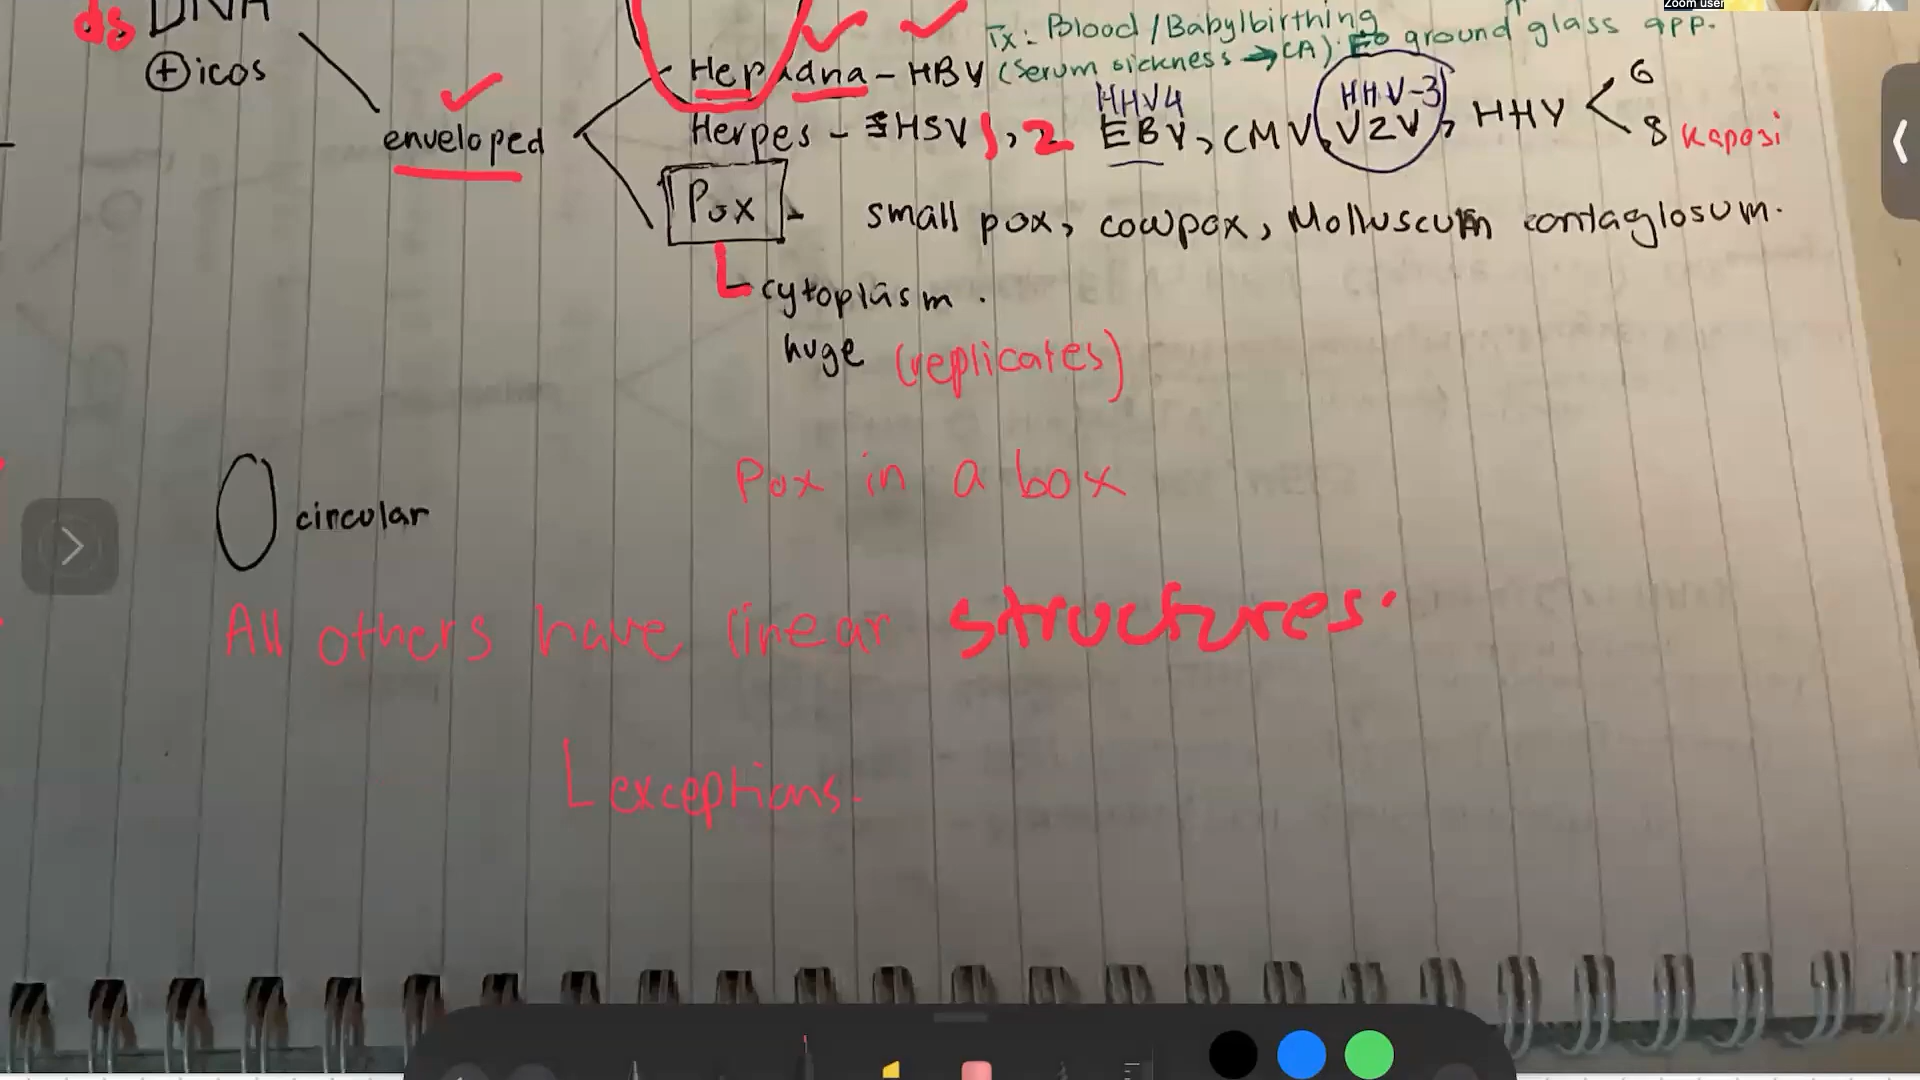 Zoom user
ds DNA
Tx: Blood/Babylbirthing
ground glass app.
⊕icos
Hepadna - HBV (serum sickness → CA).
HHV4 HHV-3 6
enveloped
Herpes - HSV 1, 2 EBV, CMV, VZV, HHV < 8 Kaposi
Pox - small pox, cowpox, Molluscum contagiosum.
cytoplasm.
huge (replicates)
Pox in a box
circular
All others have linear structures.
exceptions.